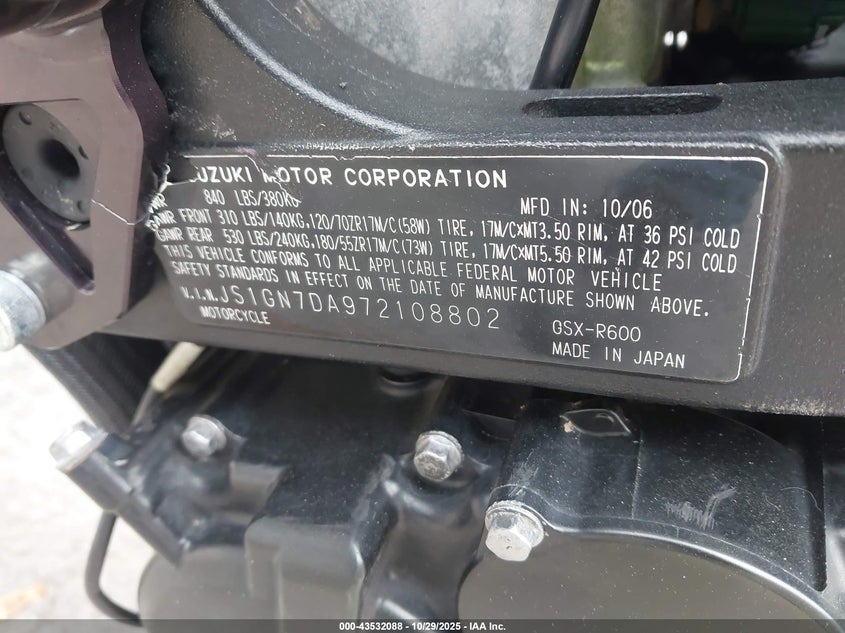 UZUKI MOTOR CORPORATION
840 LBS/380KG MFD IN: 10/06
GAWR FRONT 310 LBS/140KG,120/70ZR17M/C(58W) TIRE, 17M/CXMT3.50 RIM, AT 36 PSI COLD
GAWR REAR 530 LBS/240KG,180/55ZR17M/C(73W) TIRE, 17M/CXMT5.50 RIM, AT 42 PSI COLD
THIS VEHICLE CONFORMS TO ALL APPLICABLE FEDERAL MOTOR VEHICLE
SAFETY STANDARDS IN EFFECT ON THE DATE OF MANUFACTURE SHOWN ABOVE.
V.I.N. JS1GN7DA972108802 GSX-R600
MOTORCYCLE MADE IN JAPAN
000-43532088 - 10/29/2025 - IAA Inc.